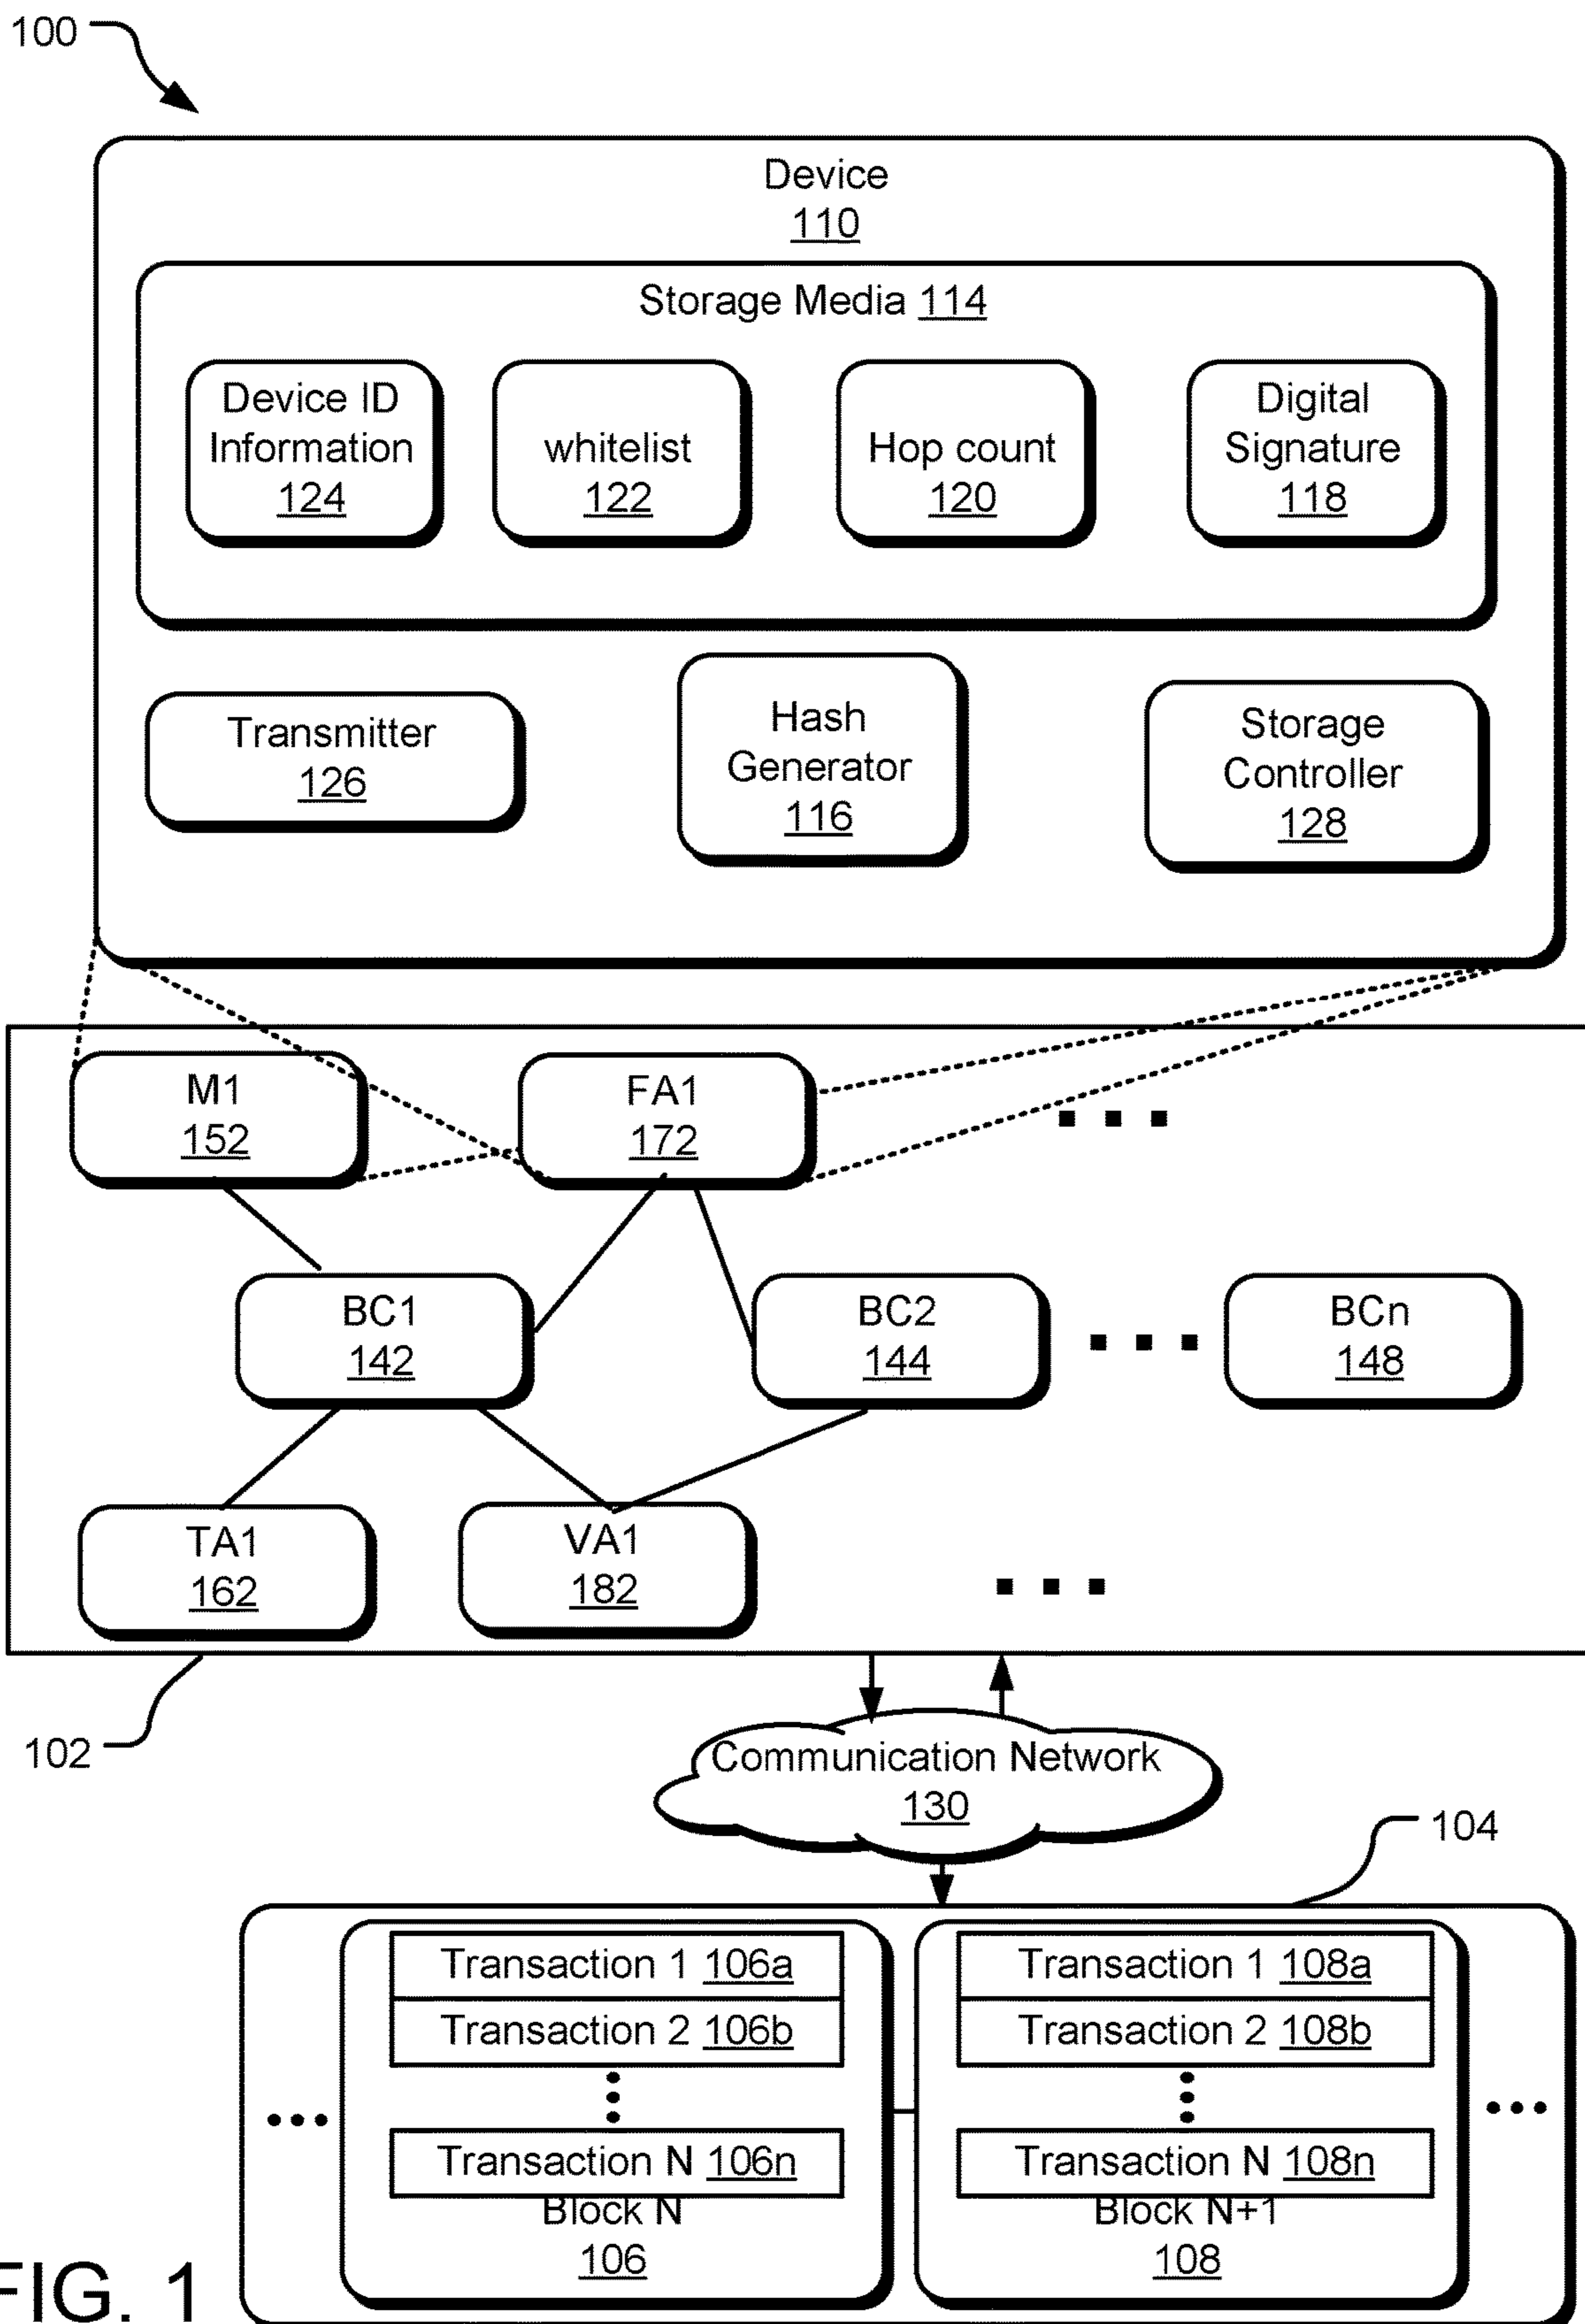 100
Device
110
Storage Media 114
Device ID
Information
124
whitelist
122
Hop count
120
Digital
Signature
118
Transmitter
126
Hash
Generator
116
Storage
Controller
128
M1
152
FA1
172
BC1
142
BC2
144
BCn
148
TA1
162
VA1
182
102
Communication Network
130
104
Transaction 1 106a
Transaction 2 106b
Transaction N 106n
Block N
106
Transaction 1 108a
Transaction 2 108b
Transaction N 108n
Block N+1
108
FIG. 1